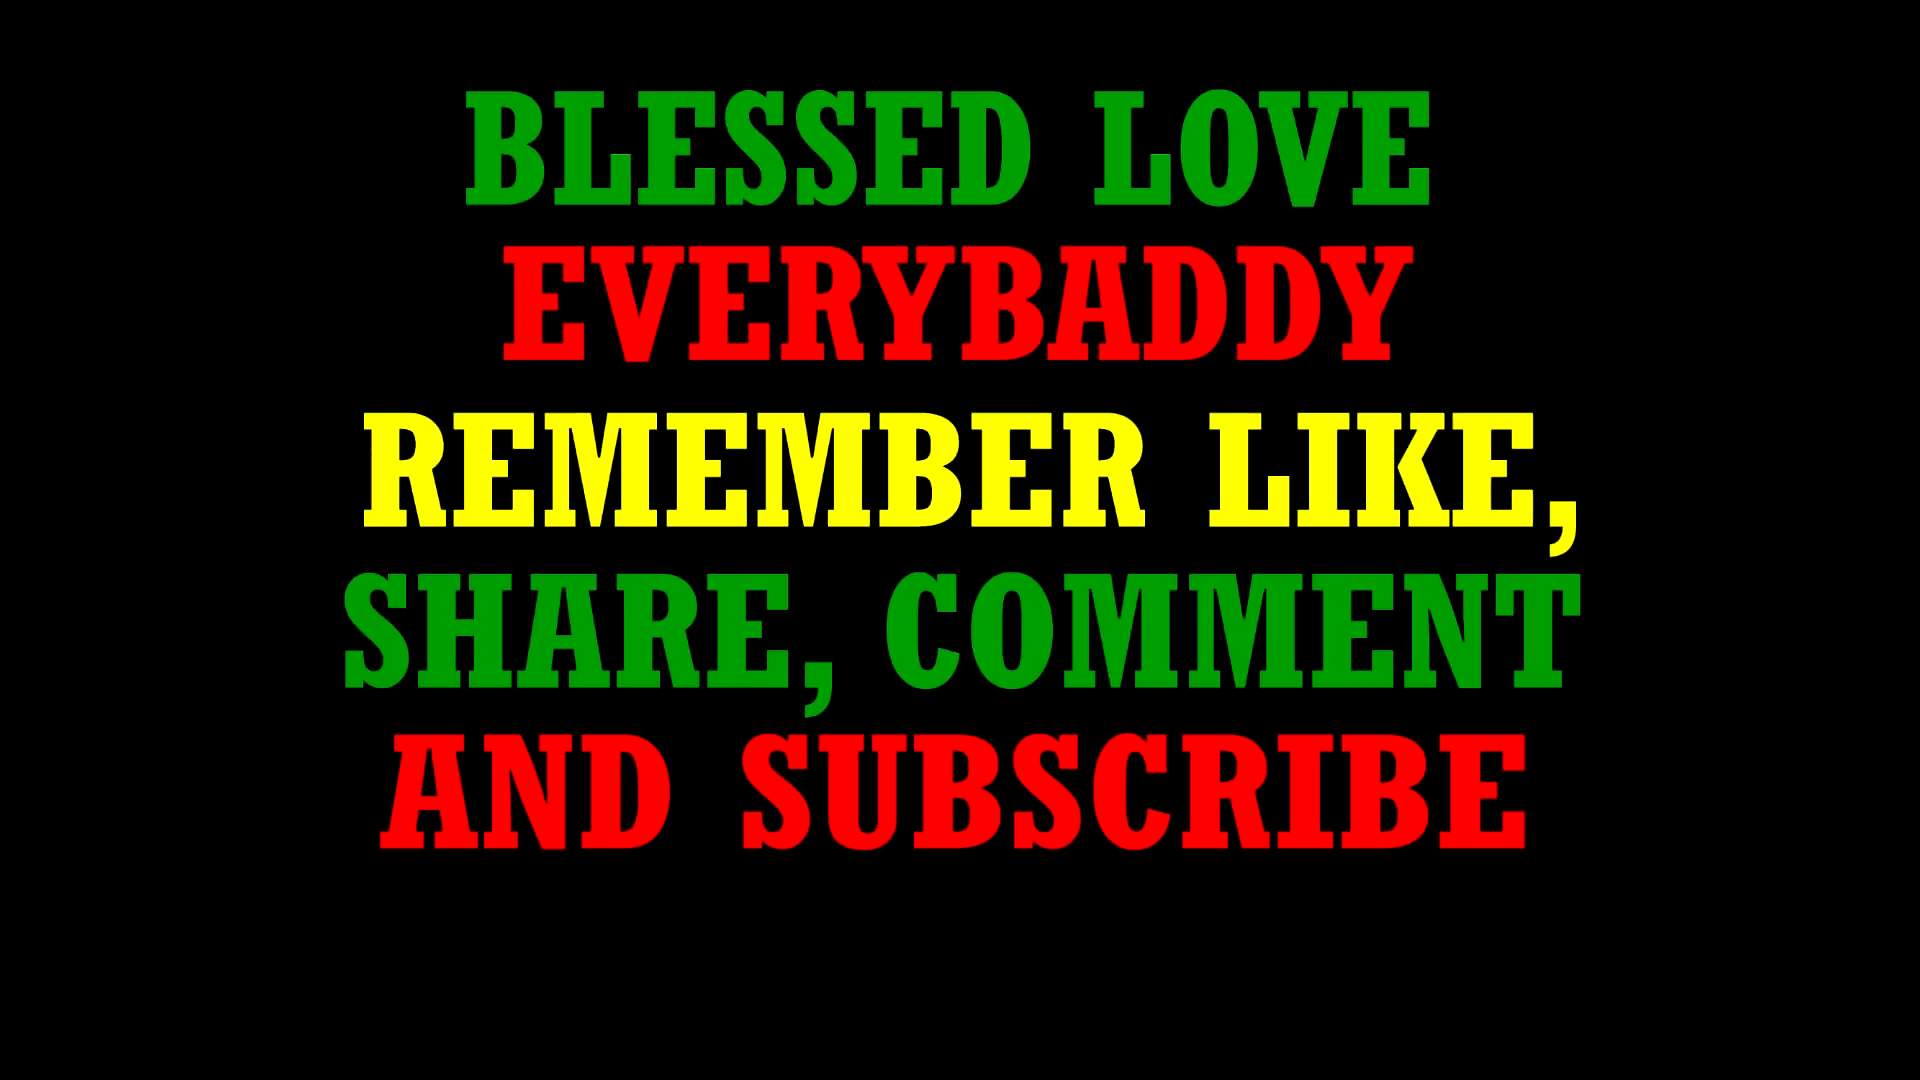 BLESSED LOVE
EVERYBADDY
REMEMBER LIKE,
SHARE, COMMENT
AND SUBSCRIBE